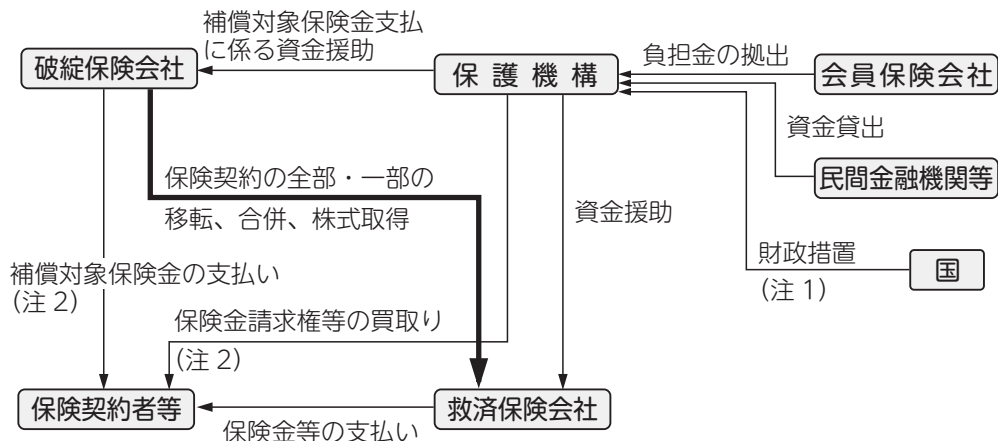 補償対象保険金支払
に係る資金援助
破綻保険会社
保護機構
負担金の拠出
会員保険会社
資金貸出
民間金融機関等
保険契約の全部・一部の
移転、合併、株式取得
資金援助
財政措置
(注 1)
国
補償対象保険金の支払い
(注 2)
保険金請求権等の買取り
(注 2)
保険契約者等
救済保険会社
保険金等の支払い